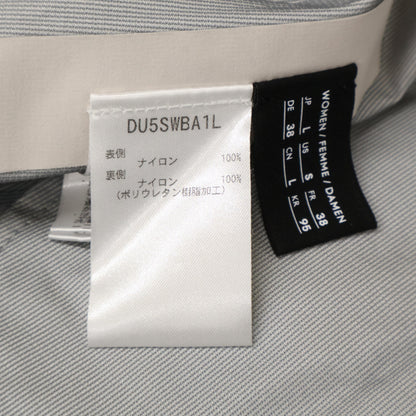 DU5SWBA1L
表側
ナイロン 100%
裏側
ナイロン 100%
(ポリウレタン樹脂加工)
WOMEN / FEMME / DAMEN
JP L US S FR 38
DE 38 CN L KR 95